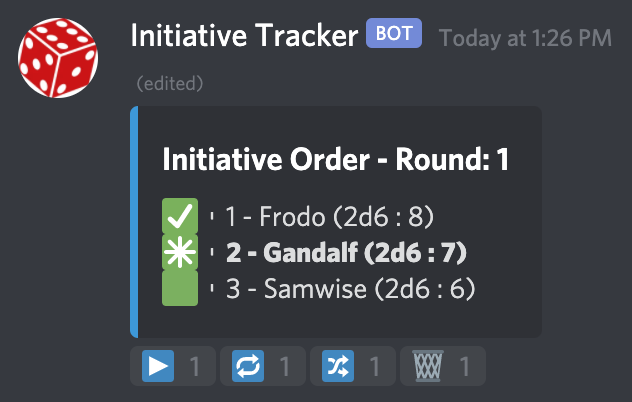 Initiative Tracker BOT Today at 1:26 PM
(edited)
Initiative Order - Round: 1
1 - Frodo (2d6 : 8)
2 - Gandalf (2d6 : 7)
3 - Samwise (2d6 : 6)
1 1 1 1